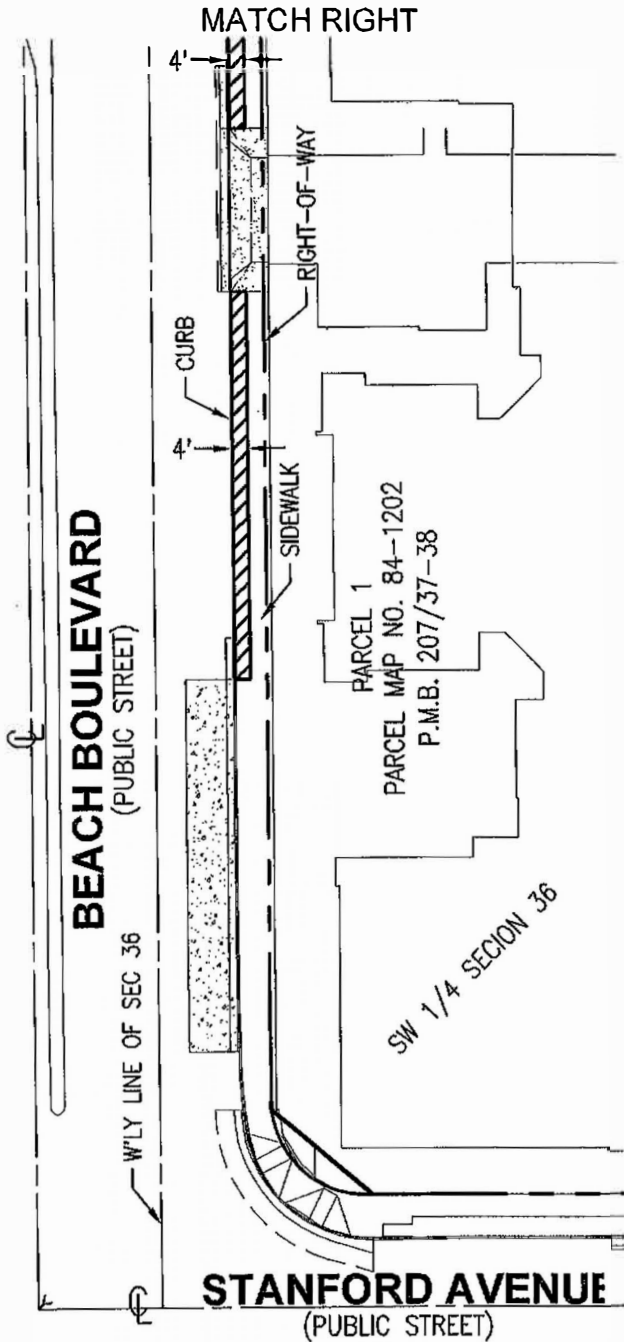 MATCH RIGHT
4'
RIGHT-OF-WAY
CURB
4'
SIDEWALK
BEACH BOULEVARD
(PUBLIC STREET)
PARCEL 1
PARCEL MAP NO. 84-1202
P.M.B. 207/37-38
W'LY LINE OF SEC 36
SW 1/4 SECION 36
STANFORD AVENUE
(PUBLIC STREET)